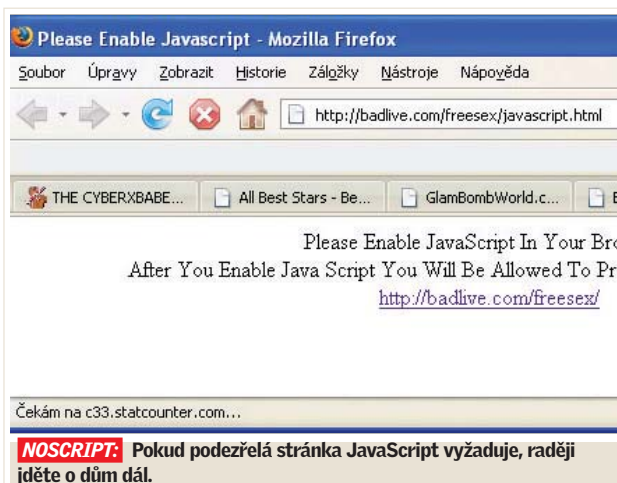 Please Enable Javascript - Mozilla Firefox
Soubor Úpravy Zobrazit Historie Záložky Nástroje Nápověda
http://badlive.com/freesex/javascript.html
THE CYBERXBABE... All Best Stars - Be... GlamBombWorld.c...
Please Enable JavaScript In Your
After You Enable Java Script You Will Be Allowed To
http://badlive.com/freesex/
Čekám na c33.statcounter.com...
NOSCRIPT: Pokud podezřelá stránka JavaScript vyžaduje, raději
jděte o dům dál.